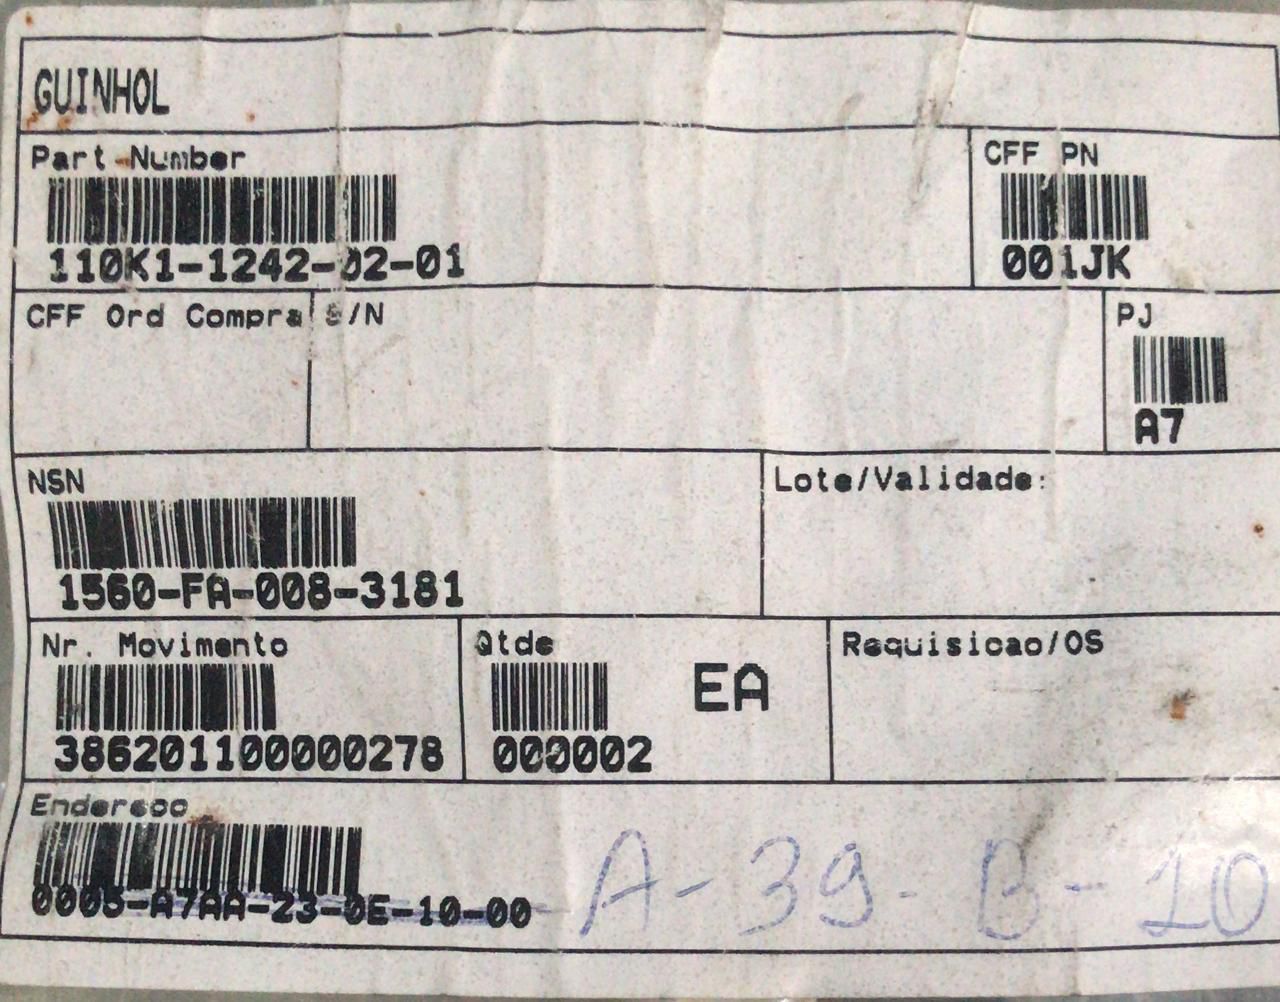 GUINHOL
Part Number
CFF PN
110K1-1242-02-01
001JK
CFF Ord Compra
S/N
PJ
A7
NSN
Lote/Validade:
1560-FA-008-3181
Nr. Movimento
Qtde
EA
Requisicao/OS
386201100000278
000002
Endereco
0005-A7AA-23-0E-10-00
A-39-B-10